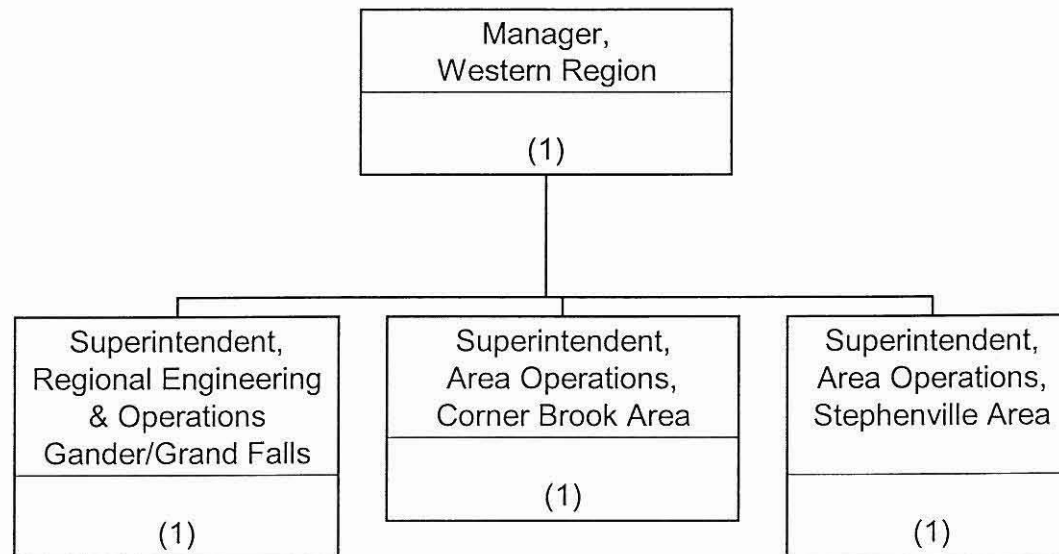 Manager,
Western Region
(1)
Superintendent,
Regional Engineering
& Operations
Gander/Grand Falls
(1)
Superintendent,
Area Operations,
Corner Brook Area
(1)
Superintendent,
Area Operations,
Stephenville Area
(1)